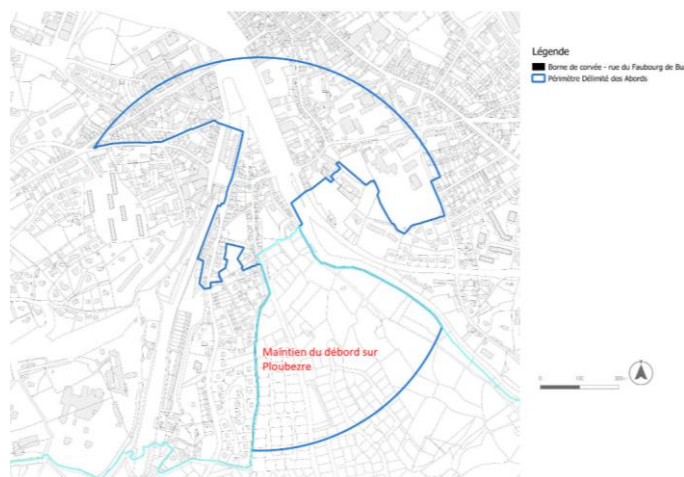 Légende
Borne de corvée - rue du Faubourg de Bu
Périmètre Délimité des Abords
Maintien du débord sur
Ploubezre
0 100